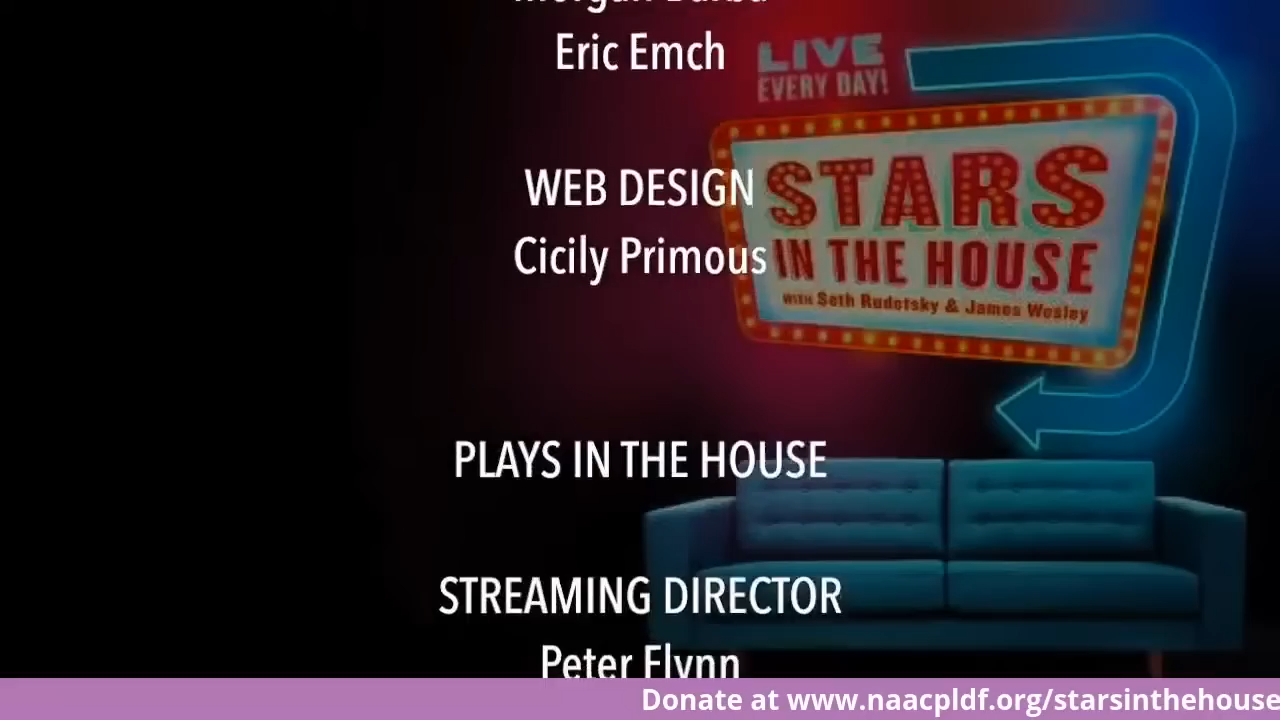 Eric Emch
WEB DESIGN
Cicily Primous
PLAYS IN THE HOUSE
STREAMING DIRECTOR
Peter Flynn
LIVE
EVERY DAY!
STARS
IN THE HOUSE
WITH Seth Rudetsky & James Wesley
Donate at www.naacpldf.org/starsinthehouse